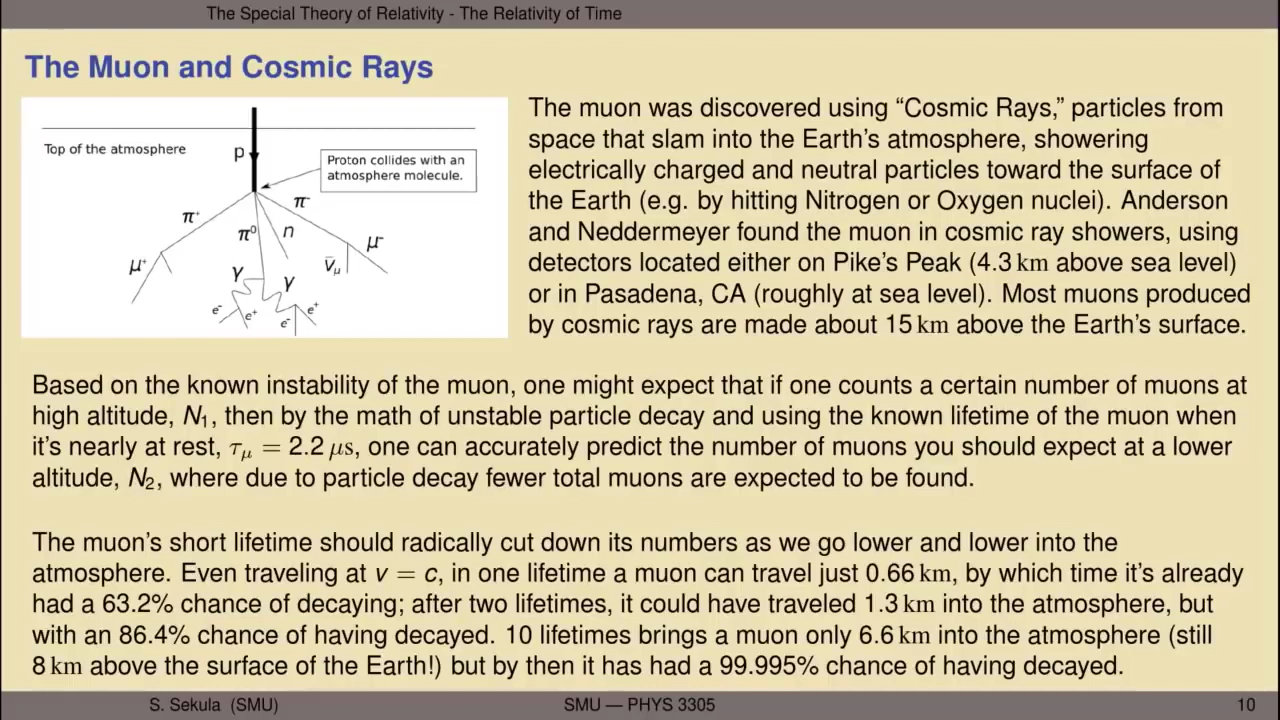 The Special Theory of Relativity - The Relativity of Time
The Muon and Cosmic Rays
Top of the atmosphere
p
Proton collides with an
atmosphere molecule.
π⁺
π⁻
π⁰
n
μ⁺
μ⁻
γ
γ
ν̅μ
e⁻
e⁺
e⁻
e⁺
The muon was discovered using “Cosmic Rays,” particles from
space that slam into the Earth’s atmosphere, showering
electrically charged and neutral particles toward the surface of
the Earth (e.g. by hitting Nitrogen or Oxygen nuclei). Anderson
and Neddermeyer found the muon in cosmic ray showers, using
detectors located either on Pike’s Peak (4.3 km above sea level)
or in Pasadena, CA (roughly at sea level). Most muons produced
by cosmic rays are made about 15 km above the Earth’s surface.
Based on the known instability of the muon, one might expect that if one counts a certain number of muons at
high altitude, N₁, then by the math of unstable particle decay and using the known lifetime of the muon when
it’s nearly at rest, τμ = 2.2 μs, one can accurately predict the number of muons you should expect at a lower
altitude, N₂, where due to particle decay fewer total muons are expected to be found.
The muon’s short lifetime should radically cut down its numbers as we go lower and lower into the
atmosphere. Even traveling at v = c, in one lifetime a muon can travel just 0.66 km, by which time it’s already
had a 63.2% chance of decaying; after two lifetimes, it could have traveled 1.3 km into the atmosphere, but
with an 86.4% chance of having decayed. 10 lifetimes brings a muon only 6.6 km into the atmosphere (still
8 km above the surface of the Earth!) but by then it has had a 99.995% chance of having decayed.
S. Sekula (SMU)
SMU — PHYS 3305
10